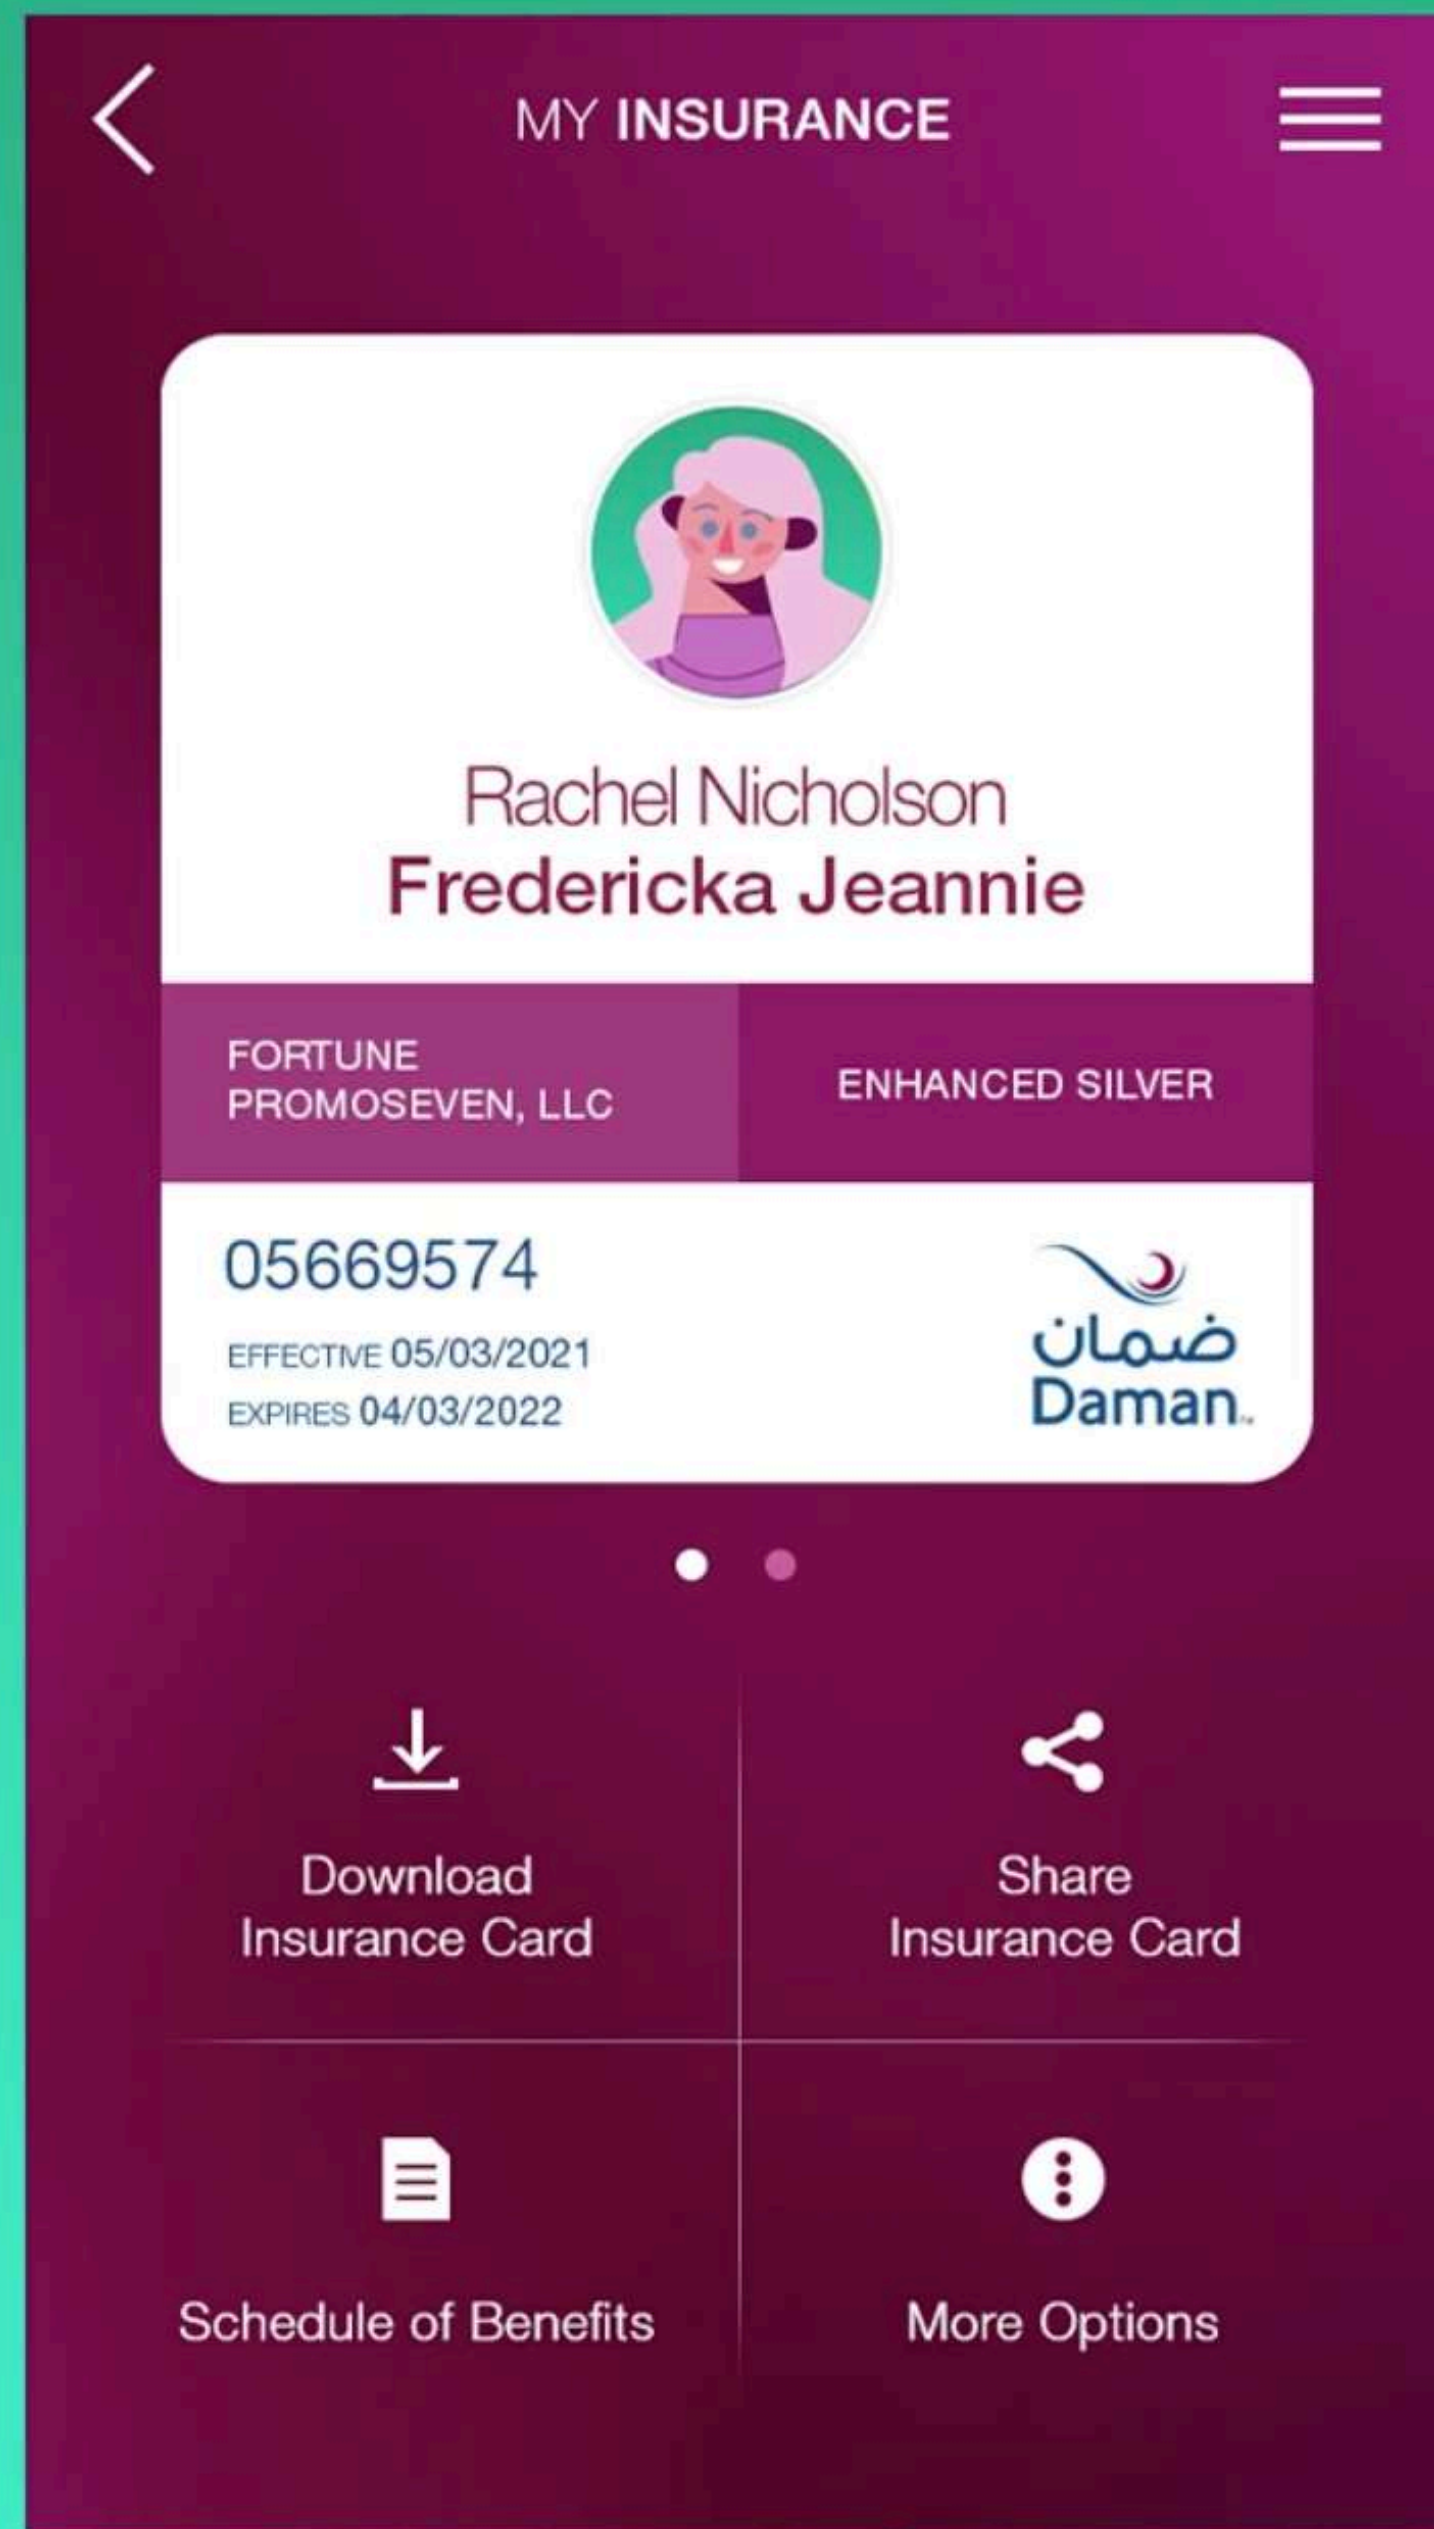 MY INSURANCE
Rachel Nicholson
Fredericka Jeannie
FORTUNE
PROMOSEVEN, LLC
ENHANCED SILVER
05669574
EFFECTIVE 05/03/2021
EXPIRES 04/03/2022
ضمان
Daman
Download
Insurance Card
Share
Insurance Card
Schedule of Benefits
More Options